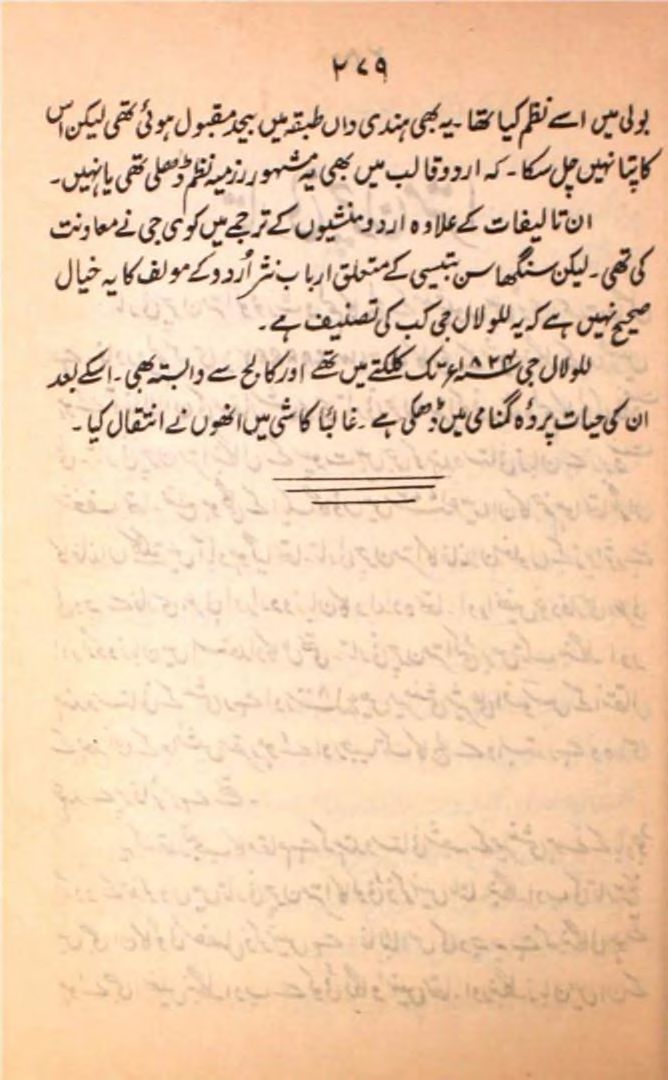 ۲۷۹
بولی میں اسے نظم کیا تھا۔ یہ بھی ہندی داں طبقہ میں بیحد مقبول ہوئی تھی لیکن اس
کا پتا نہیں چل سکا۔ کہ اردو قالب میں بھی یہ مشہور رزمیہ نظم ڈھلی تھی یا نہیں۔
ان تالیفات کے علاوہ اردو منشیوں کے ترجمے میں کوی جی نے معاونت
کی تھی۔ لیکن سنگھاسن بتیسی کے متعلق ارباب نثر اُردو کے مولف کا یہ خیال
صحیح نہیں ہے کہ یہ للولال جی کب کی تصنیف ہے۔
للولال جی ۱۸۲۴ء تک کلکتے میں تھے اور کالج سے وابستہ بھی۔ اسکے بعد
ان کی حیات پردۂ گمنامی میں ڈھکی ہے۔ غالباً کاشی میں انھوں نے انتقال کیا۔